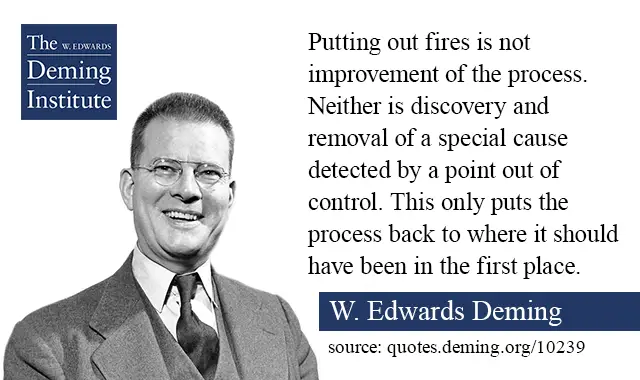 The W. EDWARDS
Deming
Institute
Putting out fires is not
improvement of the process.
Neither is discovery and
removal of a special cause
detected by a point out of
control. This only puts the
process back to where it should
have been in the first place.
W. Edwards Deming
source: quotes.deming.org/10239